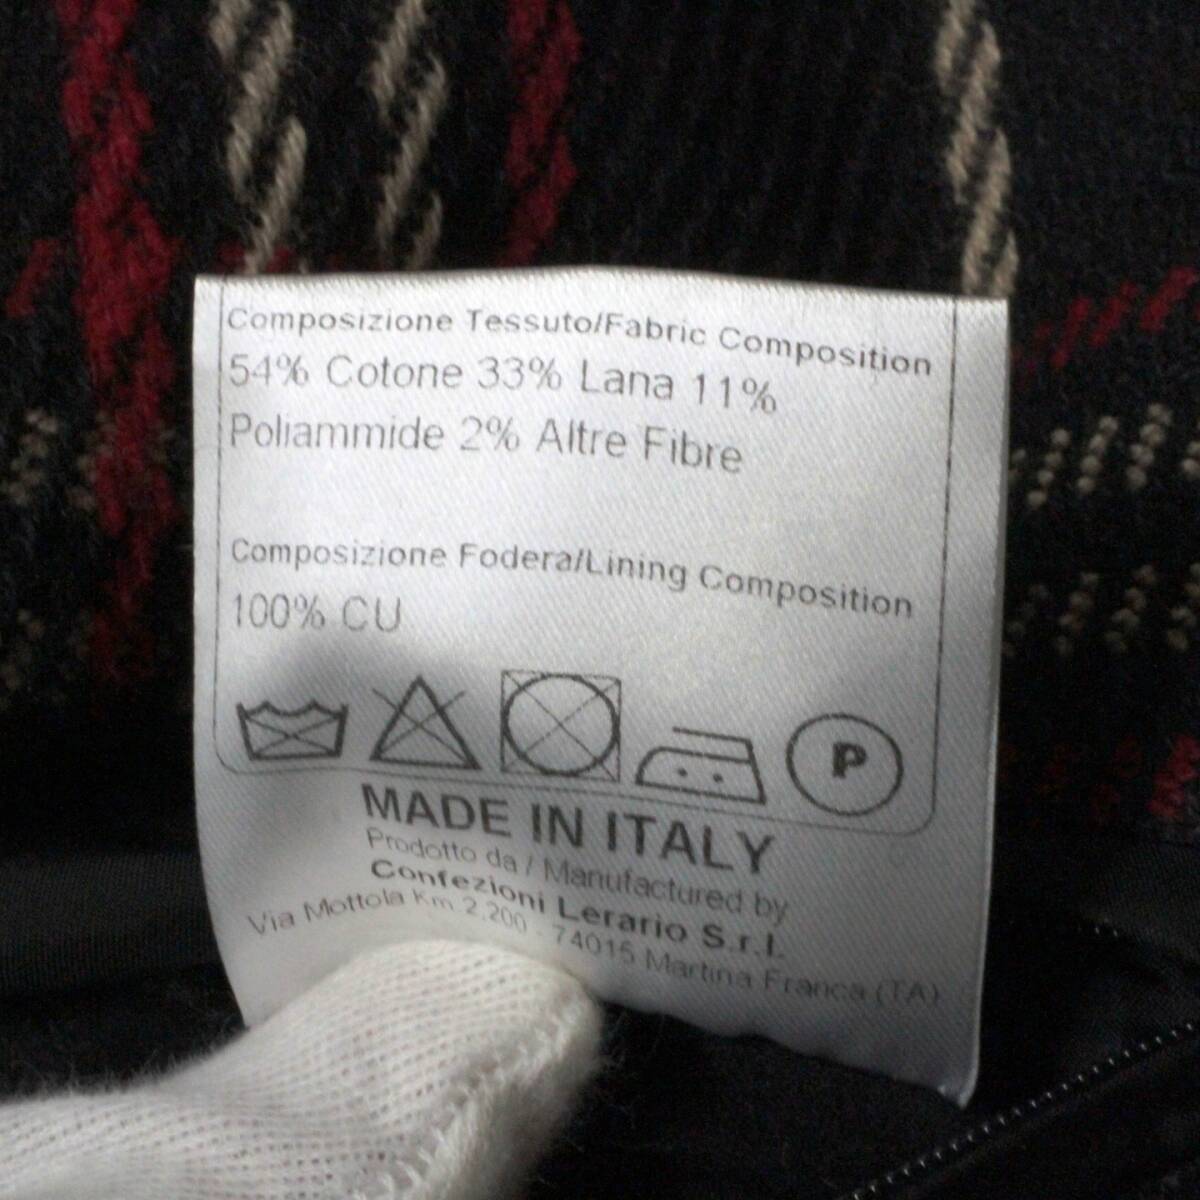 Composizione Tessuto/Fabric Composition
54% Cotone 33% Lana 11%
Poliammide 2% Altre Fibre
Composizione Fodera/Lining Composition
100% CU
P
MADE IN ITALY
Prodotto da / Manufactured by
Confezioni Lerario S.r.l.
Via Mottola Km 2,200 - 74015 Martina Franca (TA)